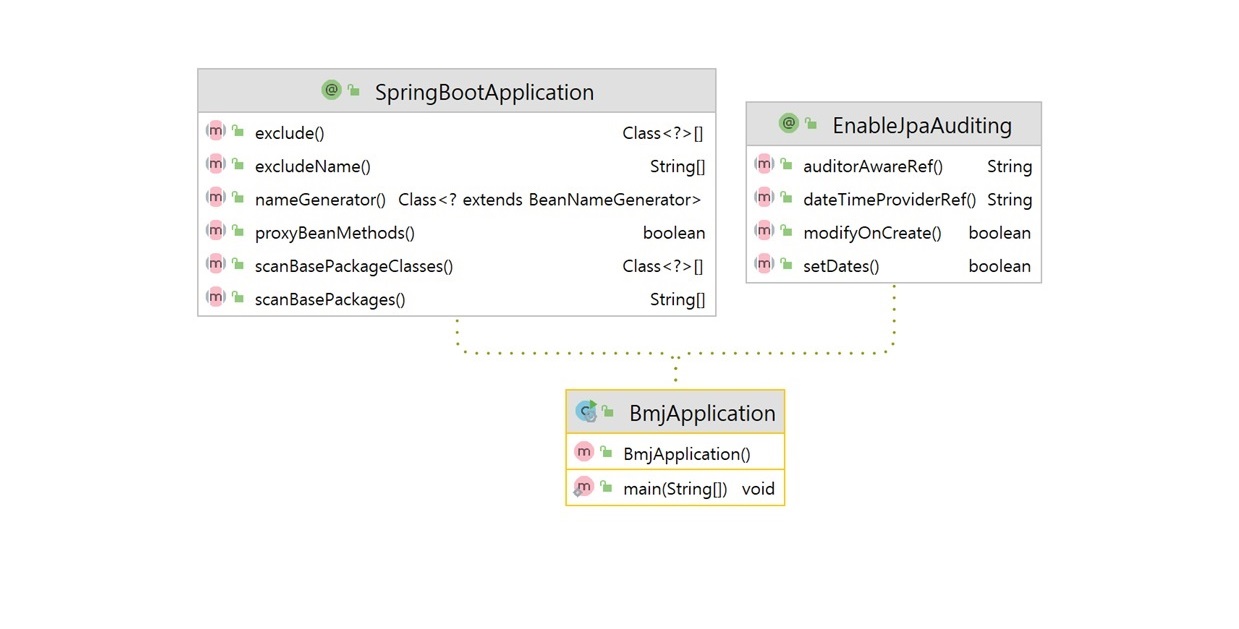 SpringBootApplication
exclude() Class<?>[]
excludeName() String[]
nameGenerator() Class<? extends BeanNameGenerator>
proxyBeanMethods() boolean
scanBasePackageClasses() Class<?>[]
scanBasePackages() String[]
EnableJpaAuditing
auditorAwareRef() String
dateTimeProviderRef() String
modifyOnCreate() boolean
setDates() boolean
BmjApplication
BmjApplication()
main(String[]) void